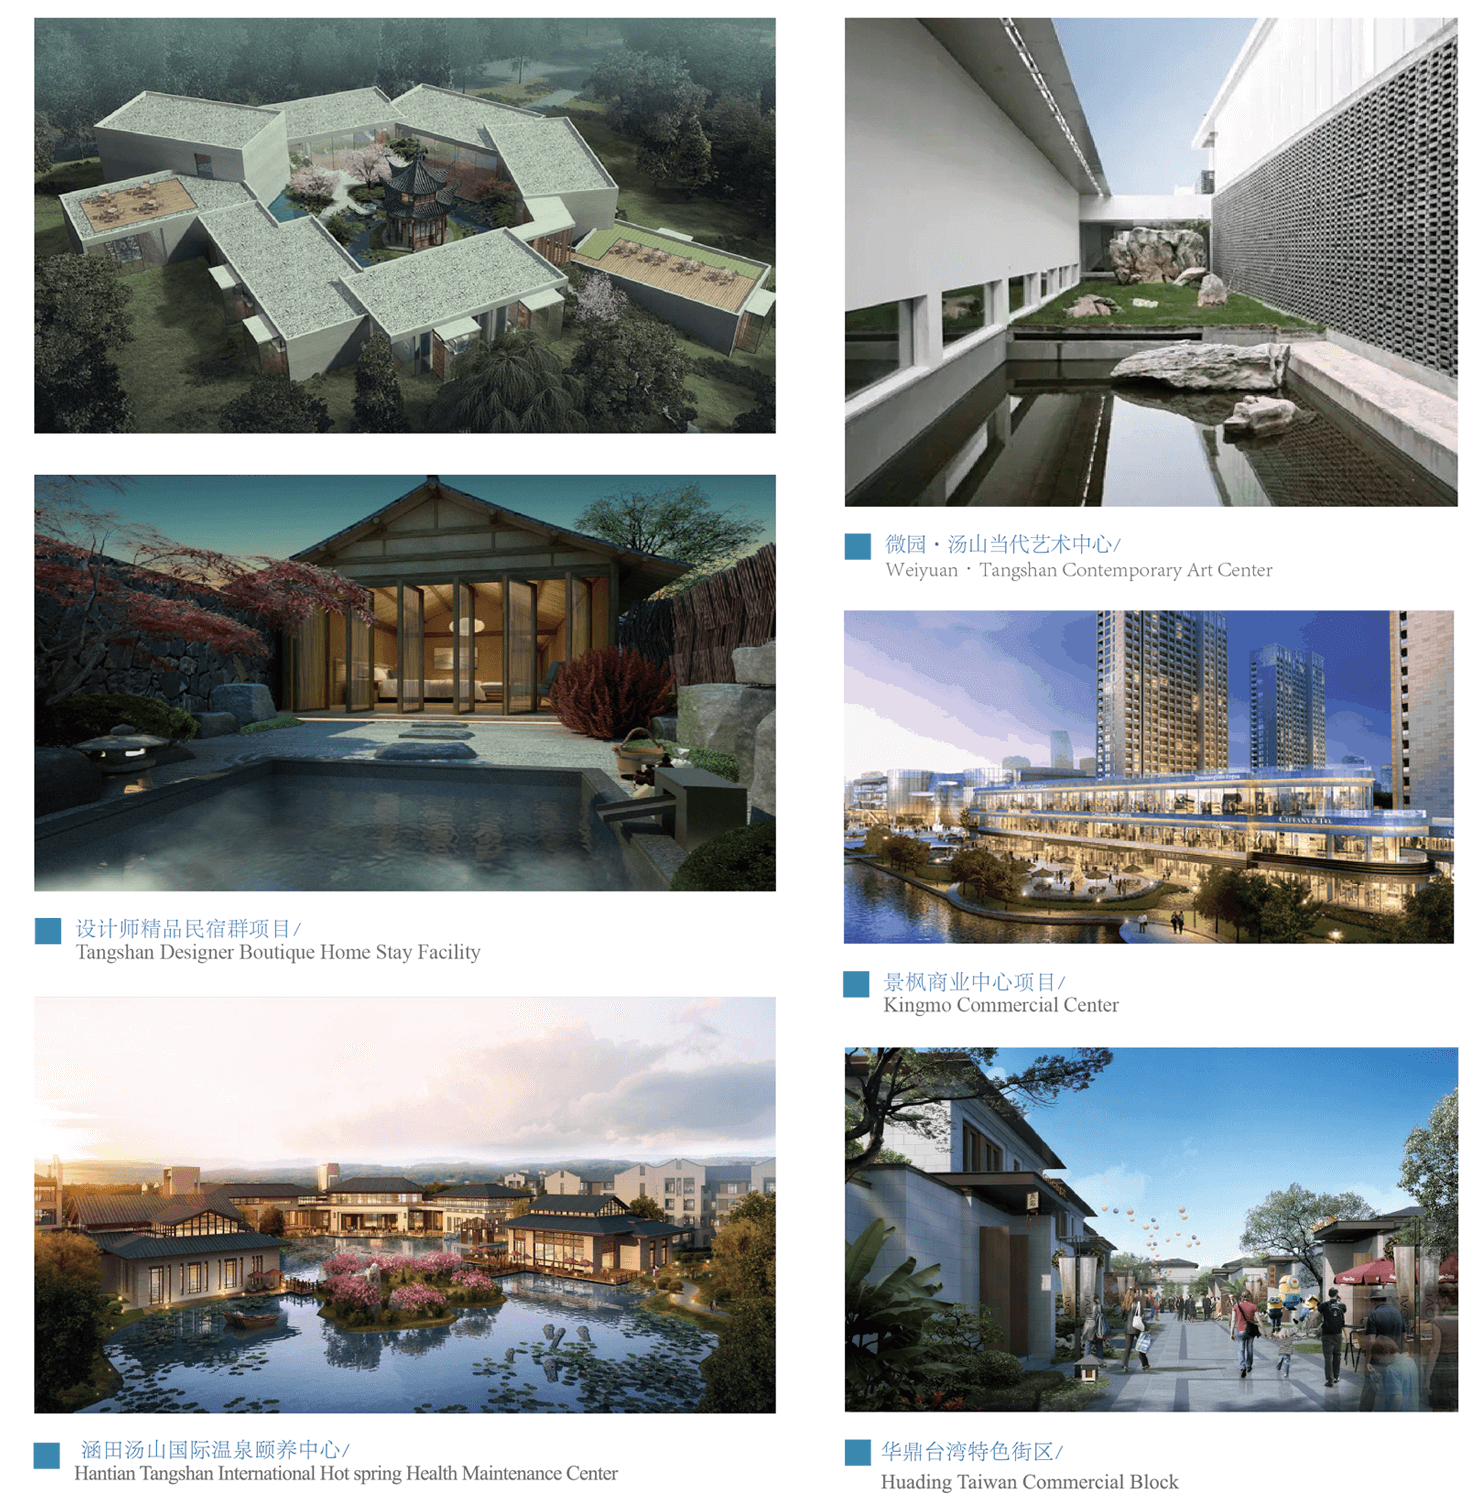 设计师精品民宿群项目/
Tangshan Designer Boutique Home Stay Facility
涵田汤山国际温泉颐养中心/
Hantian Tangshan International Hot spring Health Maintenance Center
微园·汤山当代艺术中心/
Weiyuan · Tangshan Contemporary Art Center
CIFFANY & TO.
景枫商业中心项目/
Kingmo Commercial Center
华鼎台湾特色街区/
Huading Taiwan Commercial Block